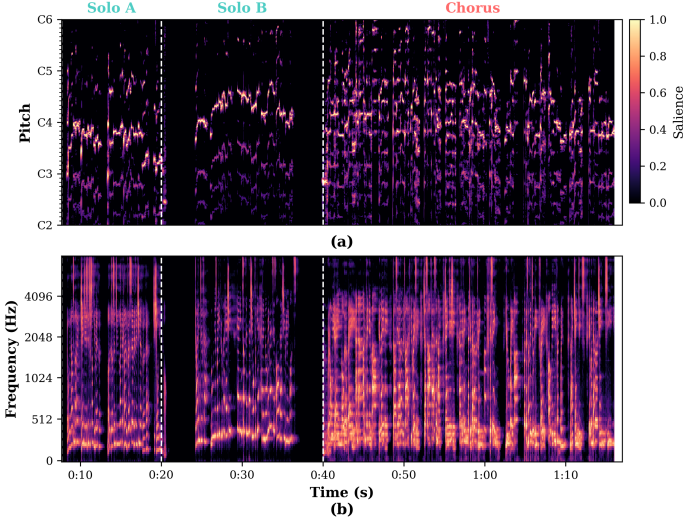 (a)
Solo A Solo B Chorus
C6
C5
C4
C3
C2
Pitch
1.0
0.8
0.6
0.4
0.2
0.0
Salience
(a)
4096
2048
1024
512
0
Frequency (Hz)
0:10 0:20 0:30 0:40 0:50 1:00 1:10
Time (s)
(b)